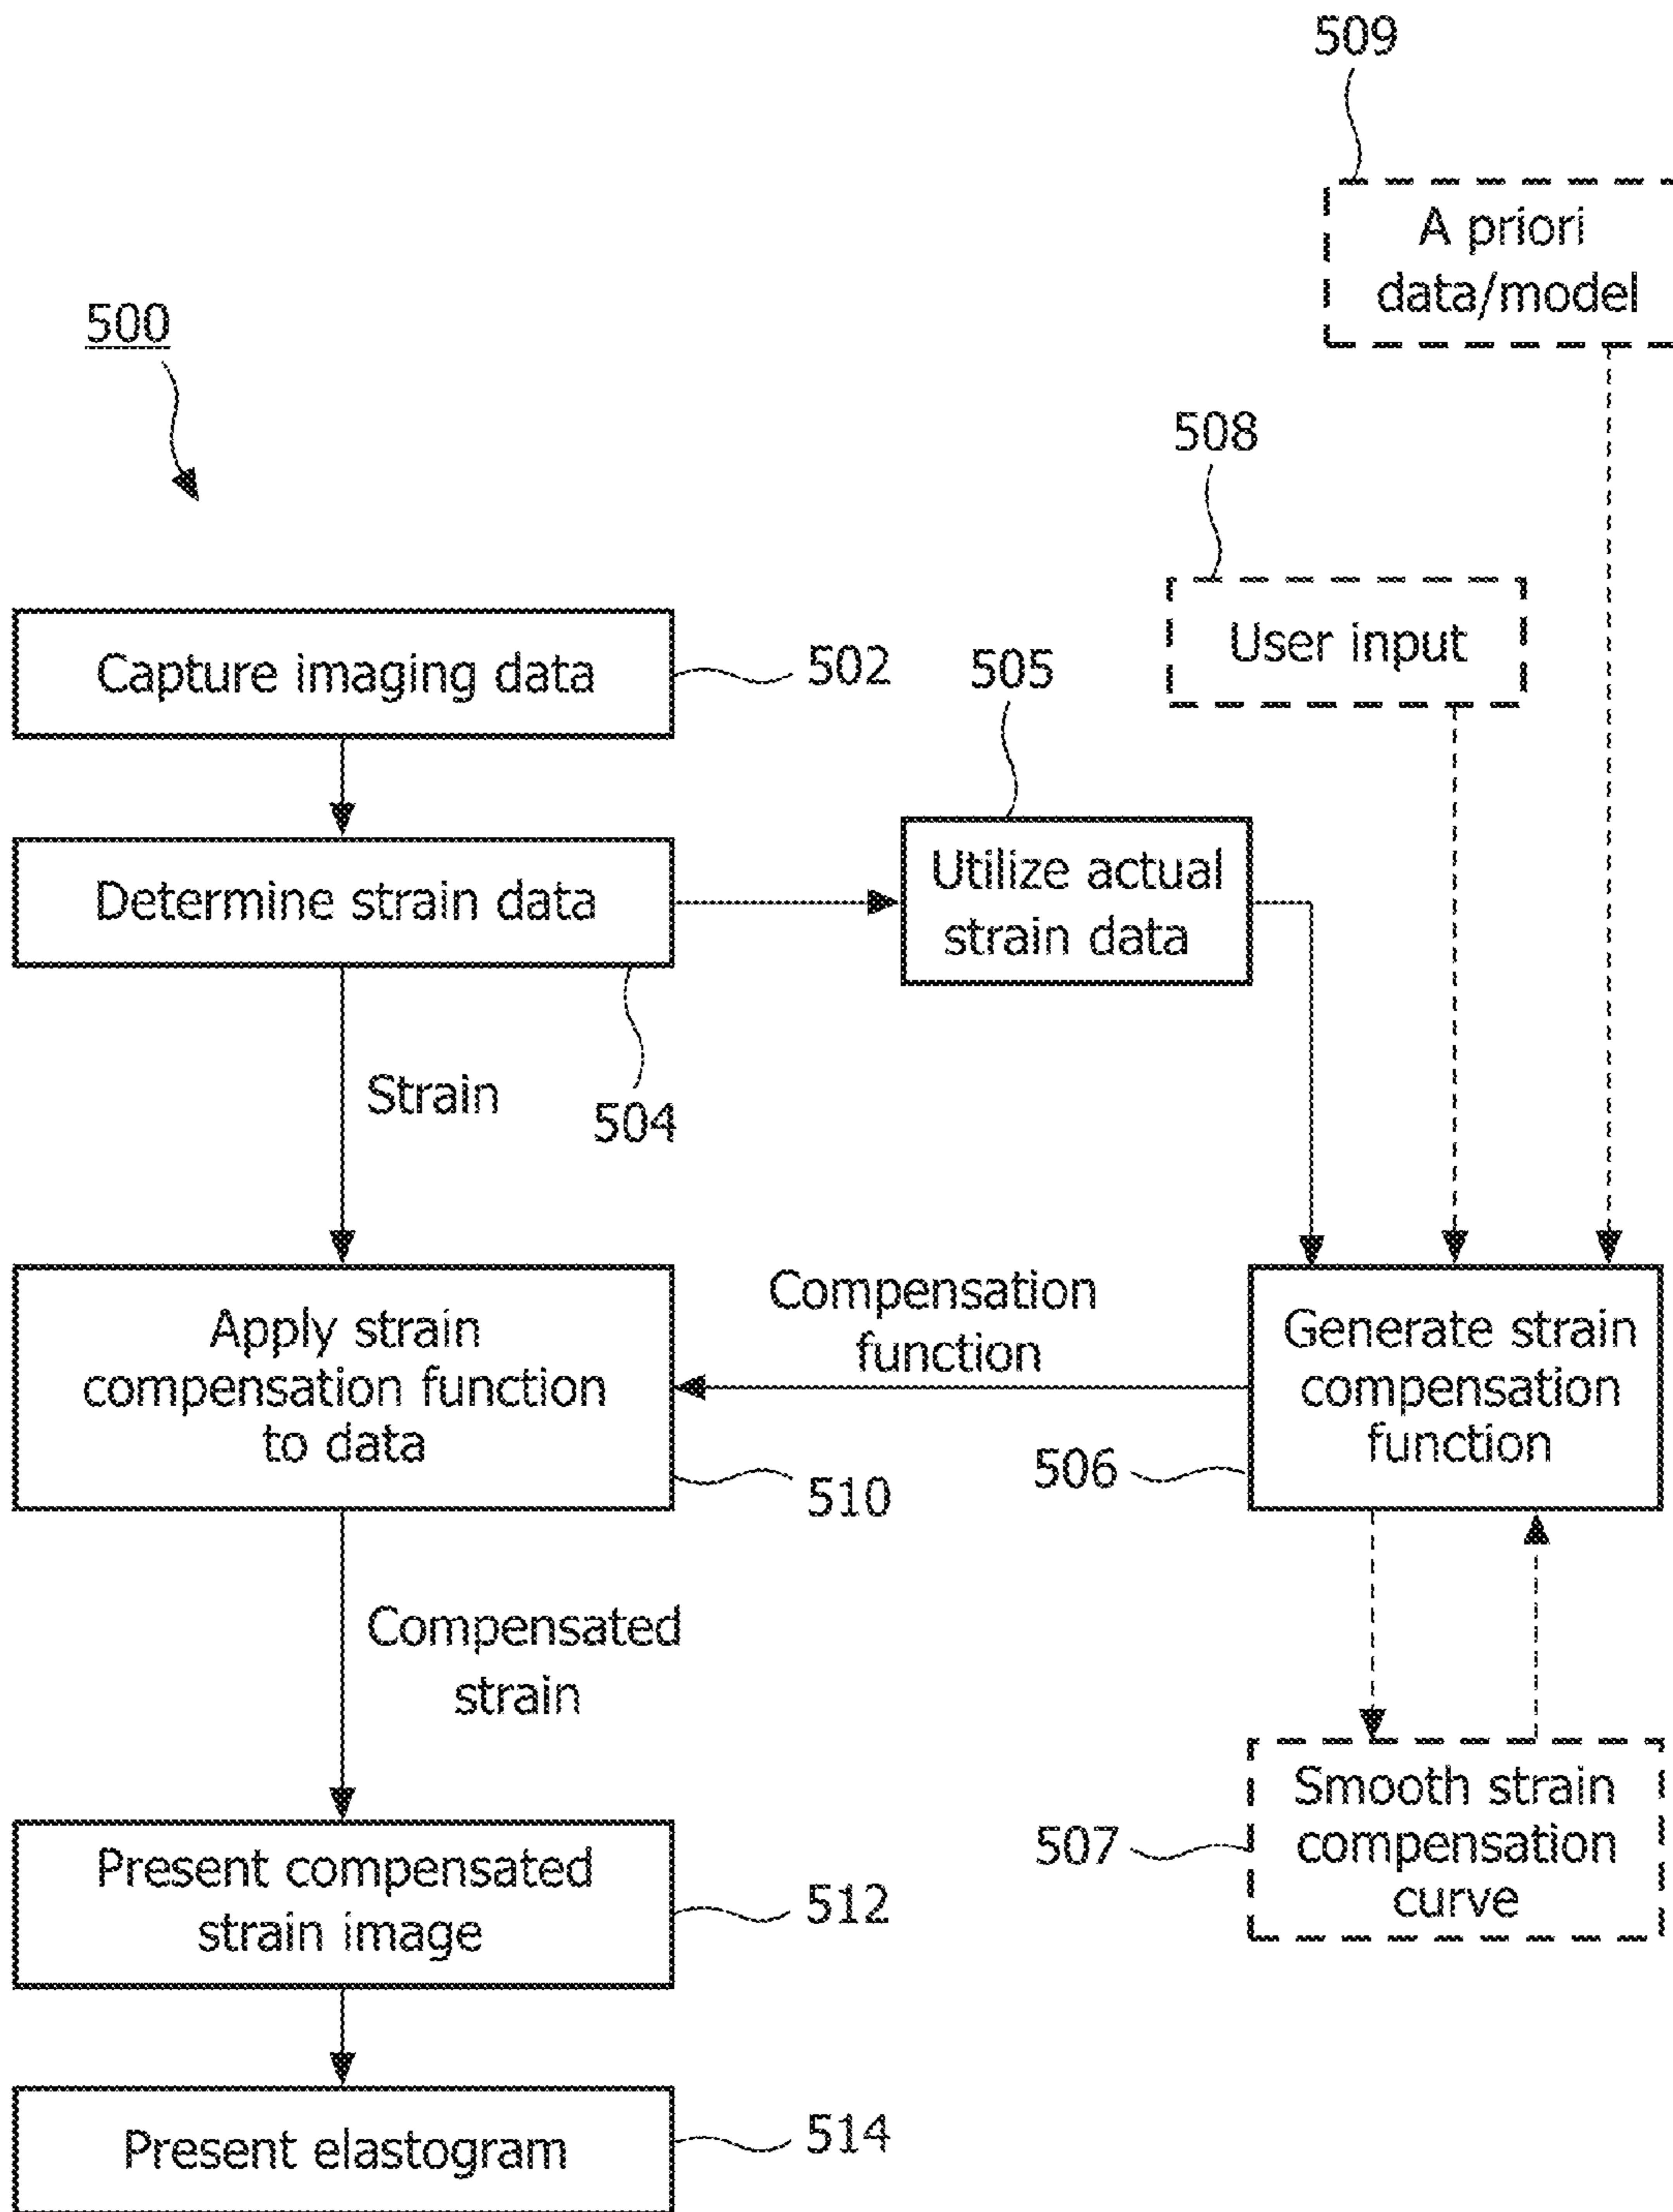 509
A priori
data/model
500
508
User input
Capture imaging data
502
505
Determine strain data
Utilize actual
strain data
Strain
504
Apply strain
compensation function
to data
510
Compensation
function
Generate strain
compensation
function
506
Compensated
strain
Present compensated
strain image
512
Smooth strain
compensation
curve
507
Present elastogram
514